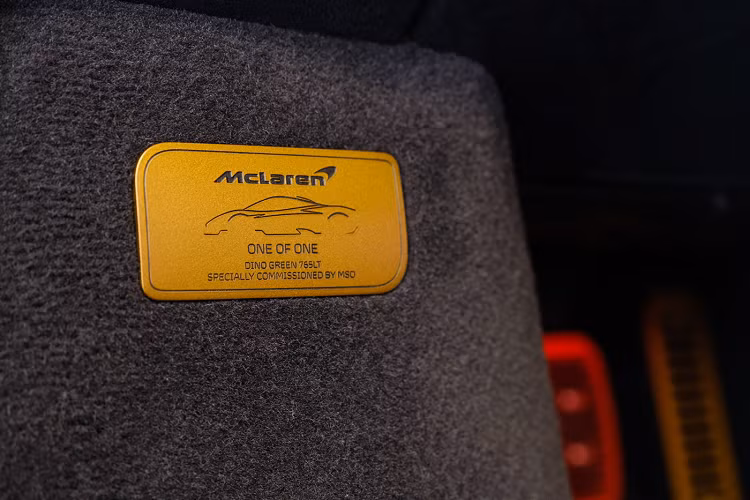 McLaren
ONE OF ONE
DINO GREEN 765LT
SPECIALLY COMMISSIONED BY MSO